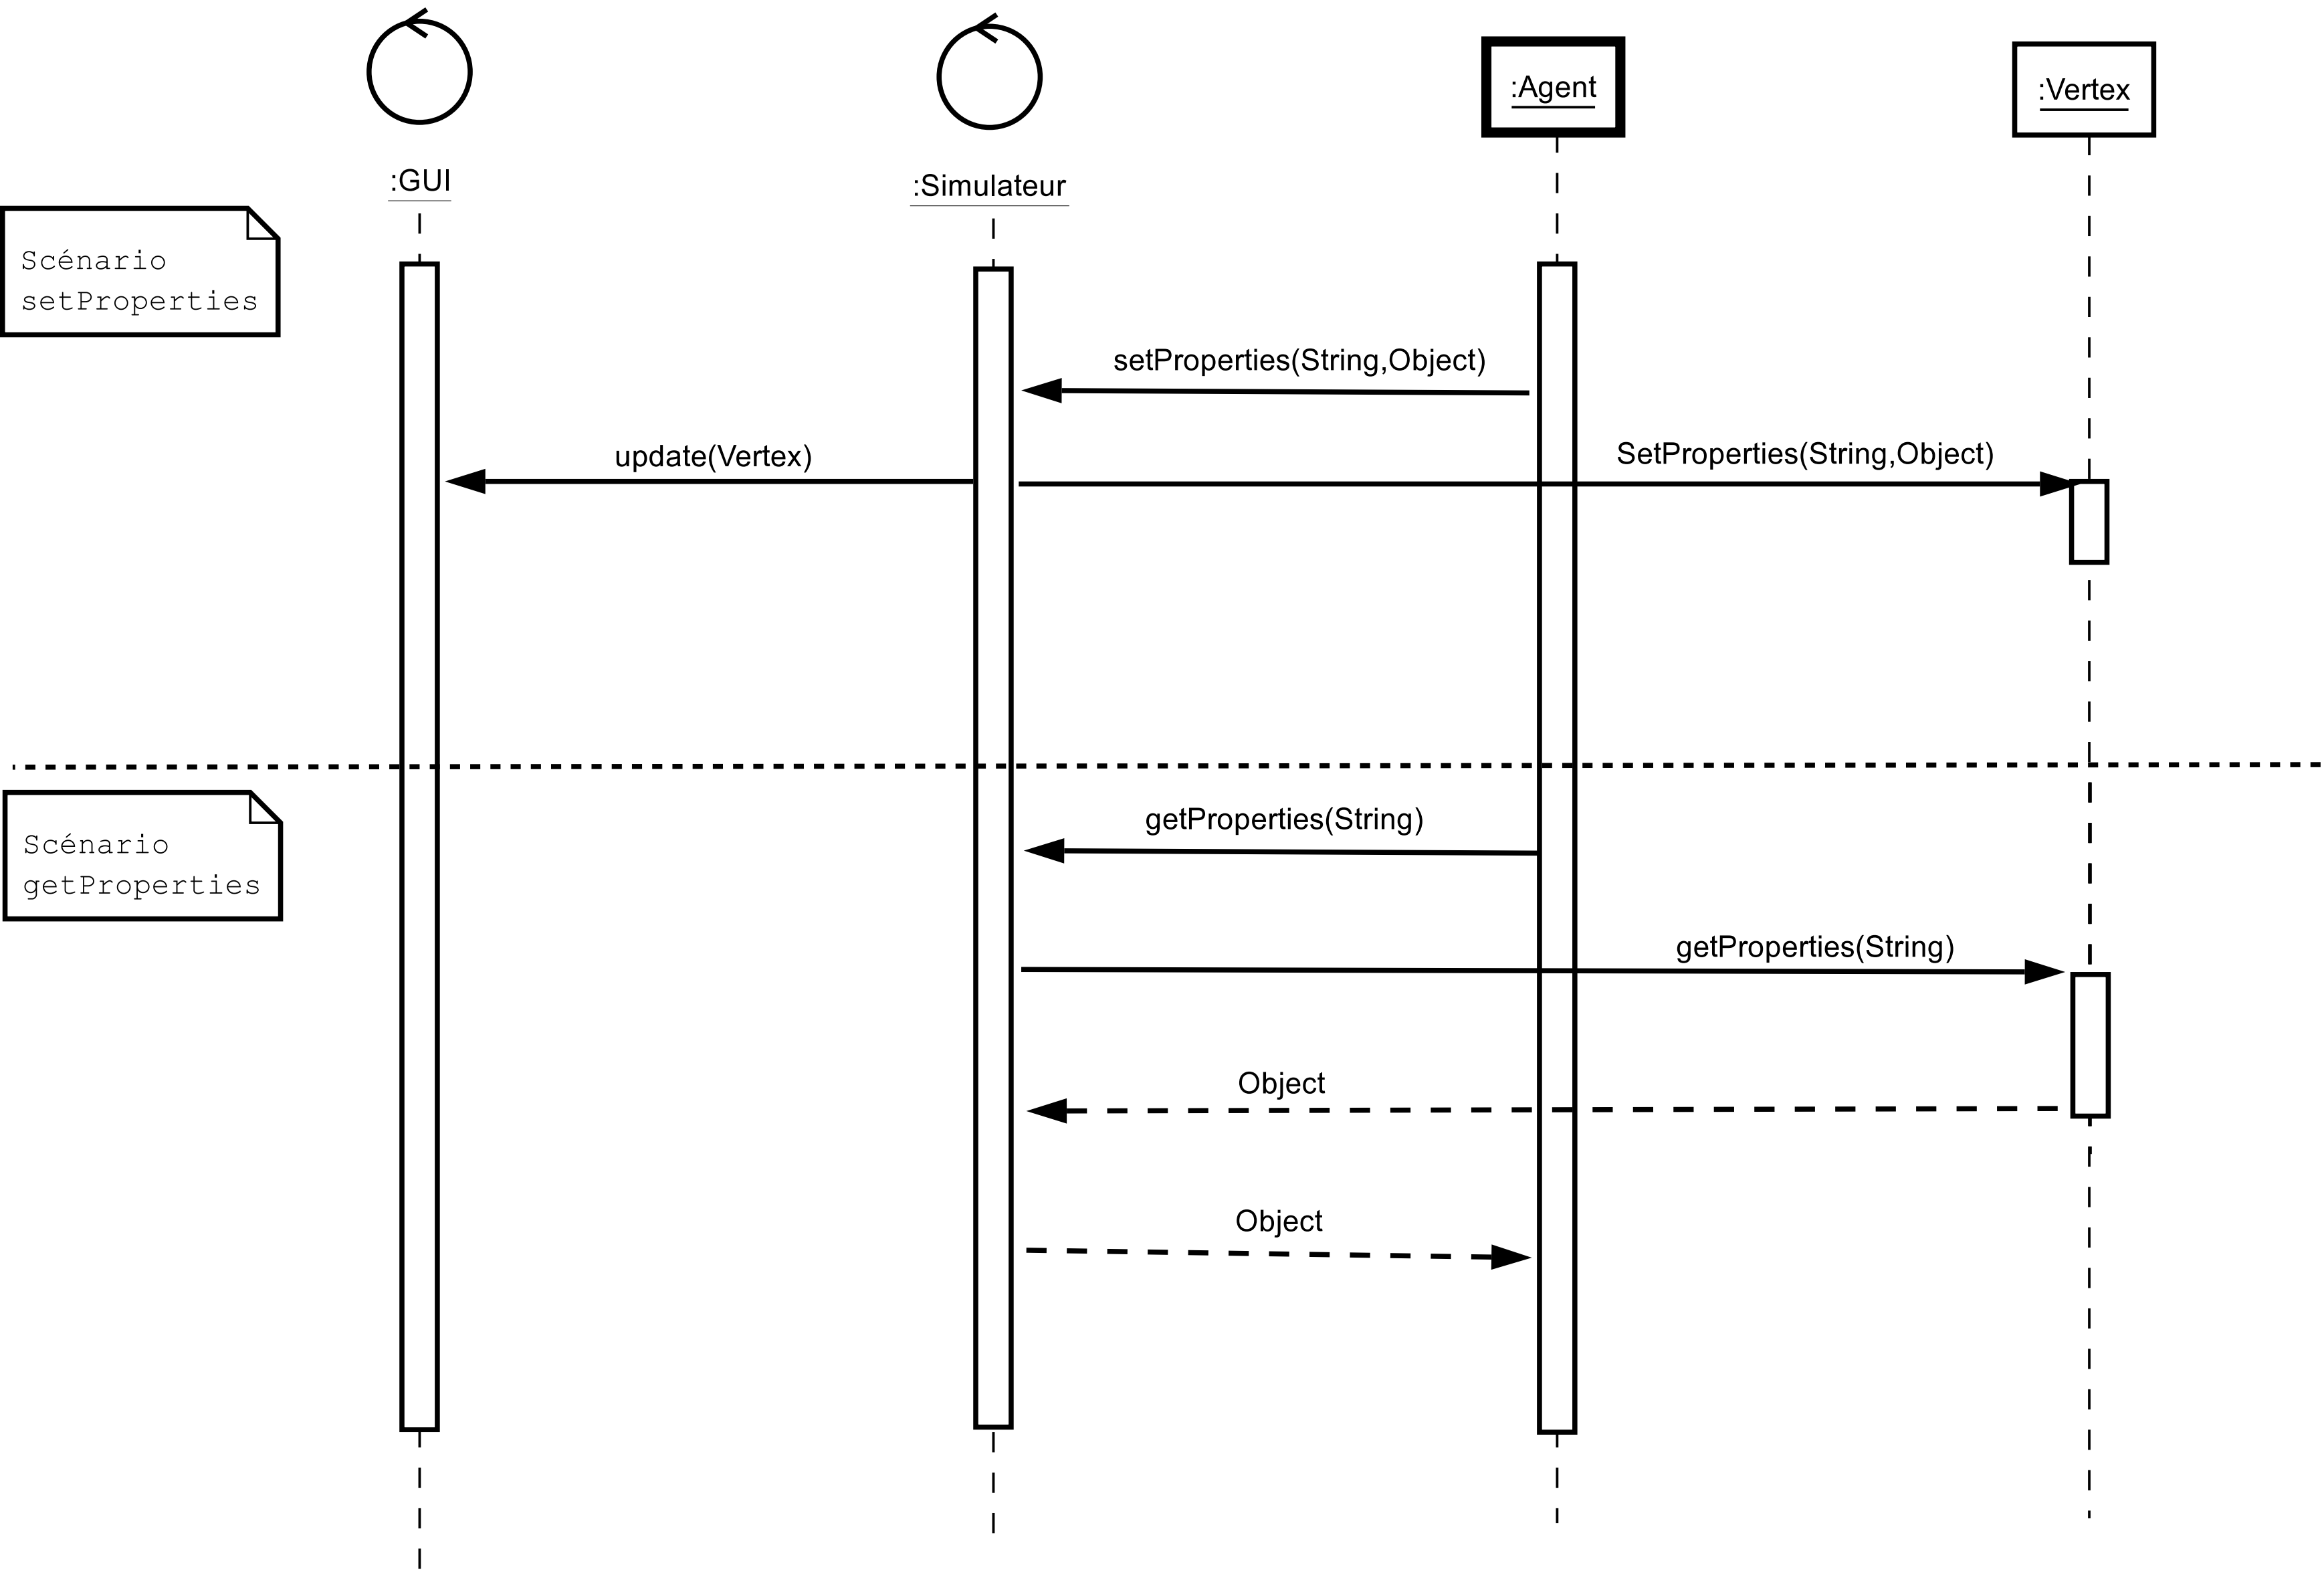 :GUI
:Simulateur
:Agent
:Vertex
Scénario
setProperties
setProperties(String,Object)
update(Vertex)
SetProperties(String,Object)
Scénario
getProperties
getProperties(String)
getProperties(String)
Object
Object